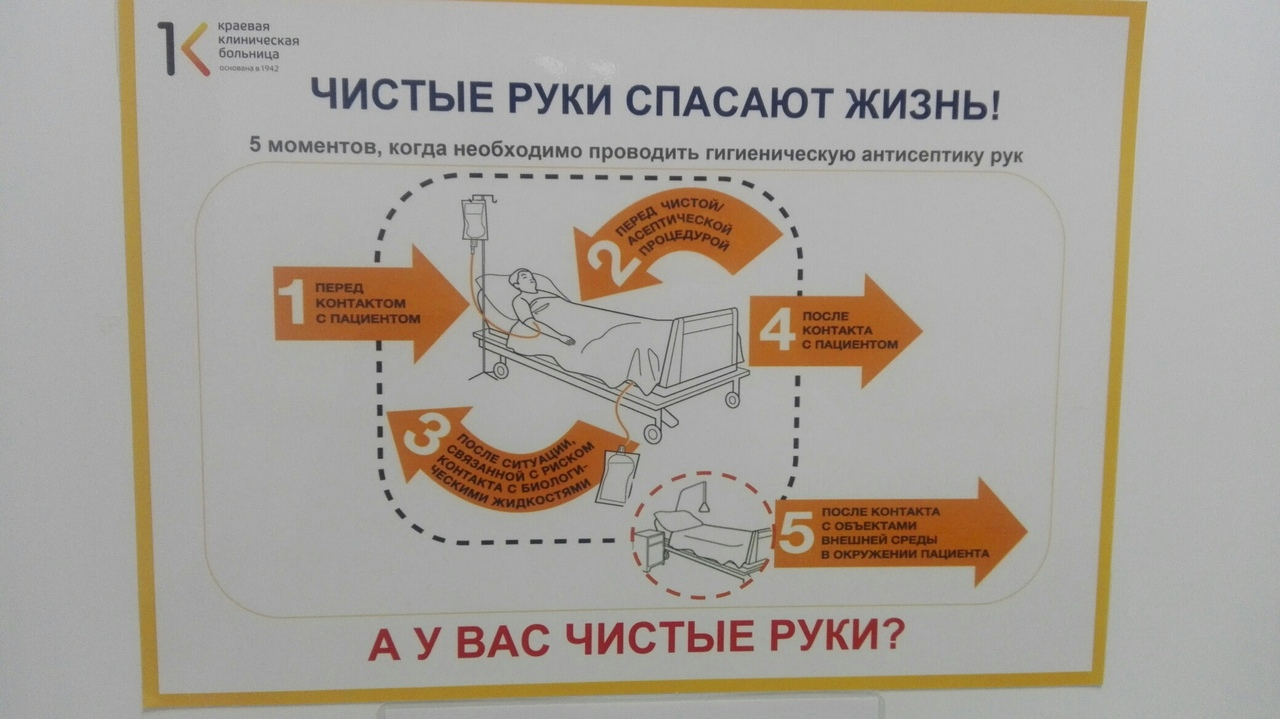 1К
краевая
клиническая
больница
основана в 1942
ЧИСТЫЕ РУКИ СПАСАЮТ ЖИЗНЬ!
5 моментов, когда необходимо проводить гигиеническую антисептику рук
1
ПЕРЕД
КОНТАКТОМ
С ПАЦИЕНТОМ
2
ПЕРЕД ЧИСТОЙ/
АСЕПТИЧЕСКОЙ
ПРОЦЕДУРОЙ
3
ПОСЛЕ СИТУАЦИИ,
СВЯЗАННОЙ С РИСКОМ
КОНТАКТА С БИОЛОГИ-
ЧЕСКИМИ ЖИДКОСТЯМИ
4
ПОСЛЕ
КОНТАКТА
С ПАЦИЕНТОМ
5
ПОСЛЕ КОНТАКТА
С ОБЪЕКТАМИ
ВНЕШНЕЙ СРЕДЫ
В ОКРУЖЕНИИ ПАЦИЕНТА
А У ВАС ЧИСТЫЕ РУКИ?